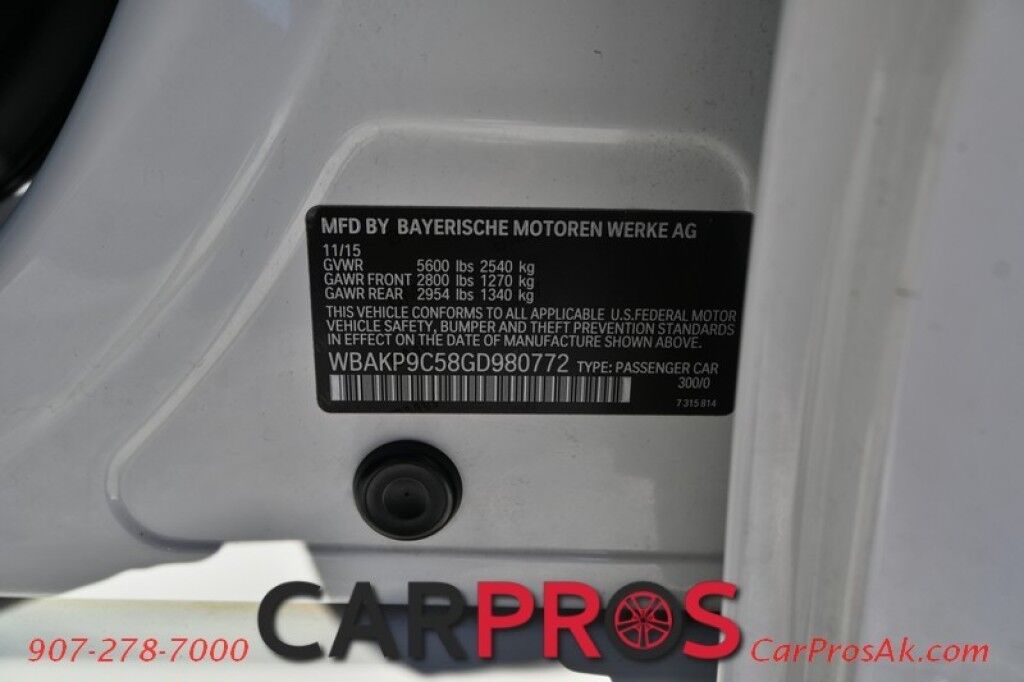 MFD BY BAYERISCHE MOTOREN WERKE AG
11/15
GVWR 5600 lbs 2540 kg
GAWR FRONT 2800 lbs 1270 kg
GAWR REAR 2954 lbs 1340 kg
THIS VEHICLE CONFORMS TO ALL APPLICABLE U.S.FEDERAL MOTOR
VEHICLE SAFETY, BUMPER AND THEFT PREVENTION STANDARDS
IN EFFECT ON THE DATE OF MANUFACTURE SHOWN ABOVE.
WBAKP9C58GD980772 TYPE: PASSENGER CAR
300/0
7 315 814
CARPROS
907-278-7000
CarProsAk.com